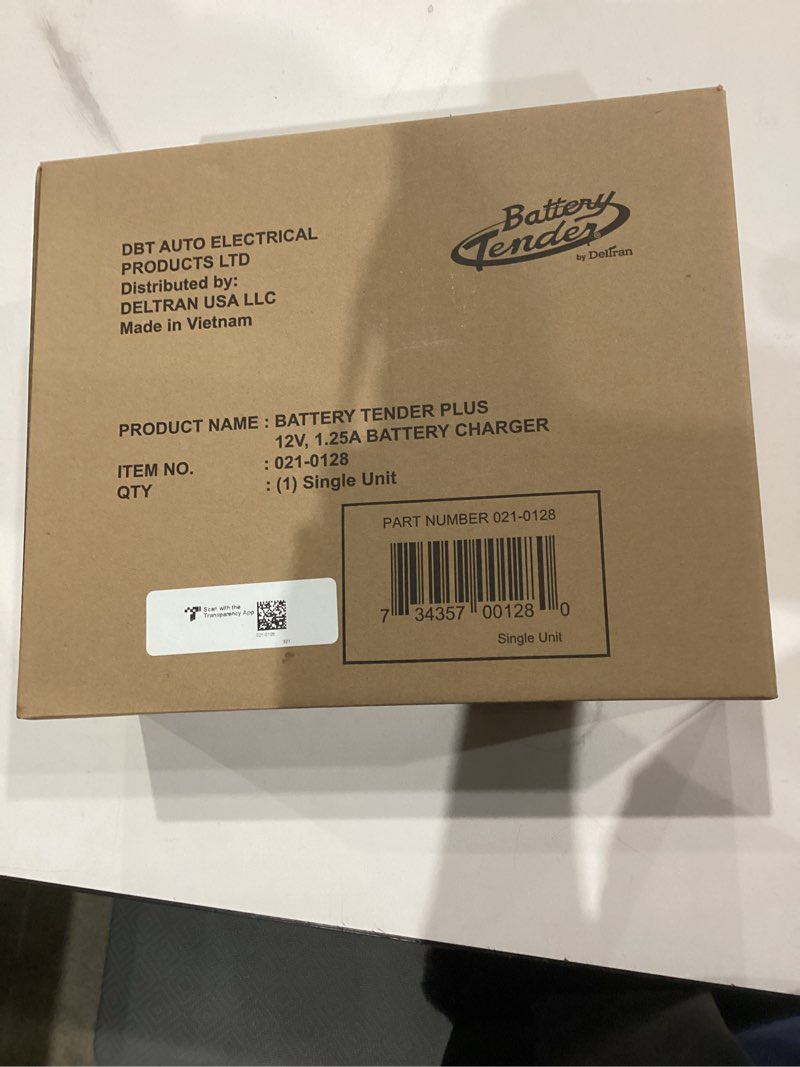 DBT AUTO ELECTRICAL
PRODUCTS LTD
Distributed by:
DELTRAN USA LLC
Made in Vietnam
Battery
Tender®
by Deltran
PRODUCT NAME : BATTERY TENDER PLUS
12V, 1.25A BATTERY CHARGER
ITEM NO. : 021-0128
QTY : (1) Single Unit
PART NUMBER 021-0128
7 34357 00128 0
Single Unit
Scan with the
Transparency App
021-0128
321